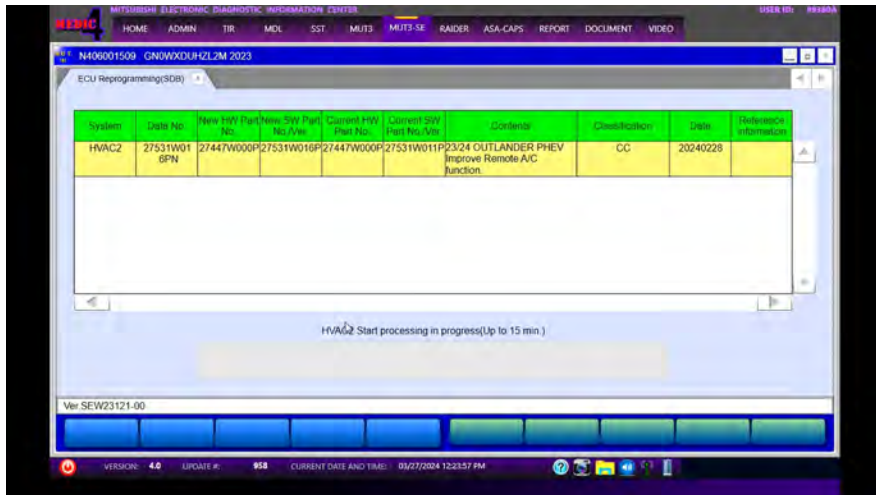 MITSUBISHI ELECTRONIC DIAGNOSTIC INFORMATION CENTER
USER ID: 99380A
MEDIC 4
HOME ADMIN TIR MDL SST MUT3 MUT3-SE RAIDER ASA-CAPS REPORT DOCUMENT VIDEO
N406001509 GN0WXDUHZL2M 2023
ECU Reprogramming(SDB)
System Data No. New HW Part No. New SW Part No./Ver Current HW Part No. Current SW Part No./Ver Contents Classification Date Reference information
HVAC2 27531W01 27447W000P 27531W016P 27447W000P 27531W011P 23/24 OUTLANDER PHEV CC 20240228
6PN Improve Remote A/C
function.
HVAC2 Start processing in progress(Up to 15 min.)
Ver.SEW23121-00
VERSION: 4.0 UPDATE #: 958 CURRENT DATE AND TIME: 03/27/2024 12:23:57 PM